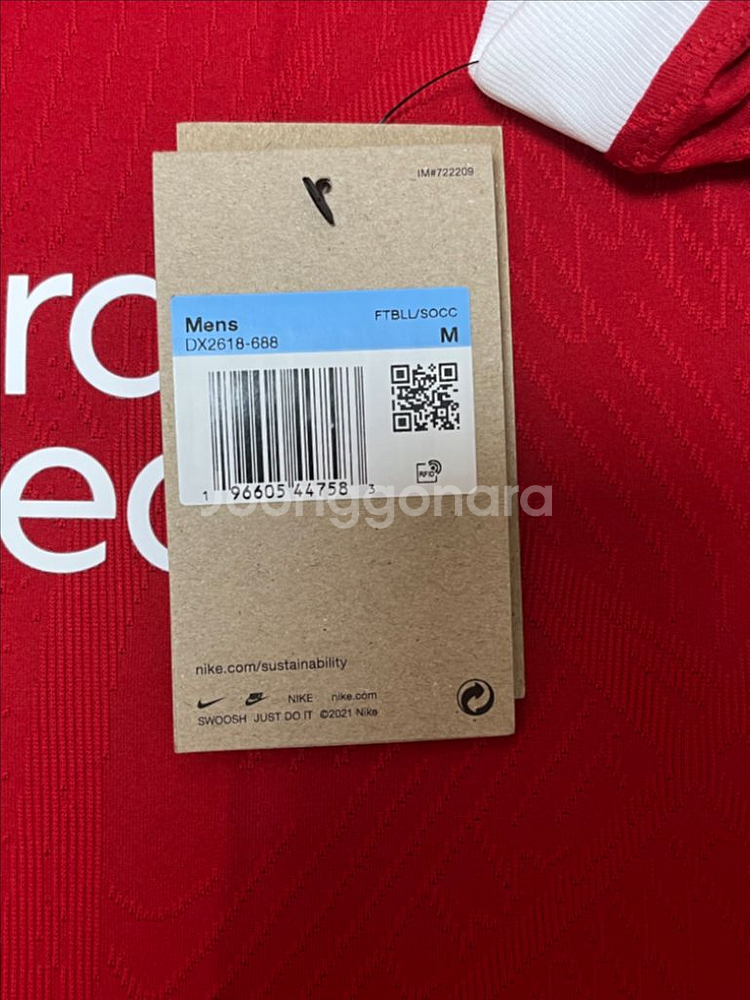 IM#722209
Mens
FTBLL/SOCC
DX2618-688
M
1 96605 44758 3
RFID
Joonggonara
ro
ec
nike.com/sustainability
NIKE nike.com
SWOOSH JUST DO IT ©2021 Nike